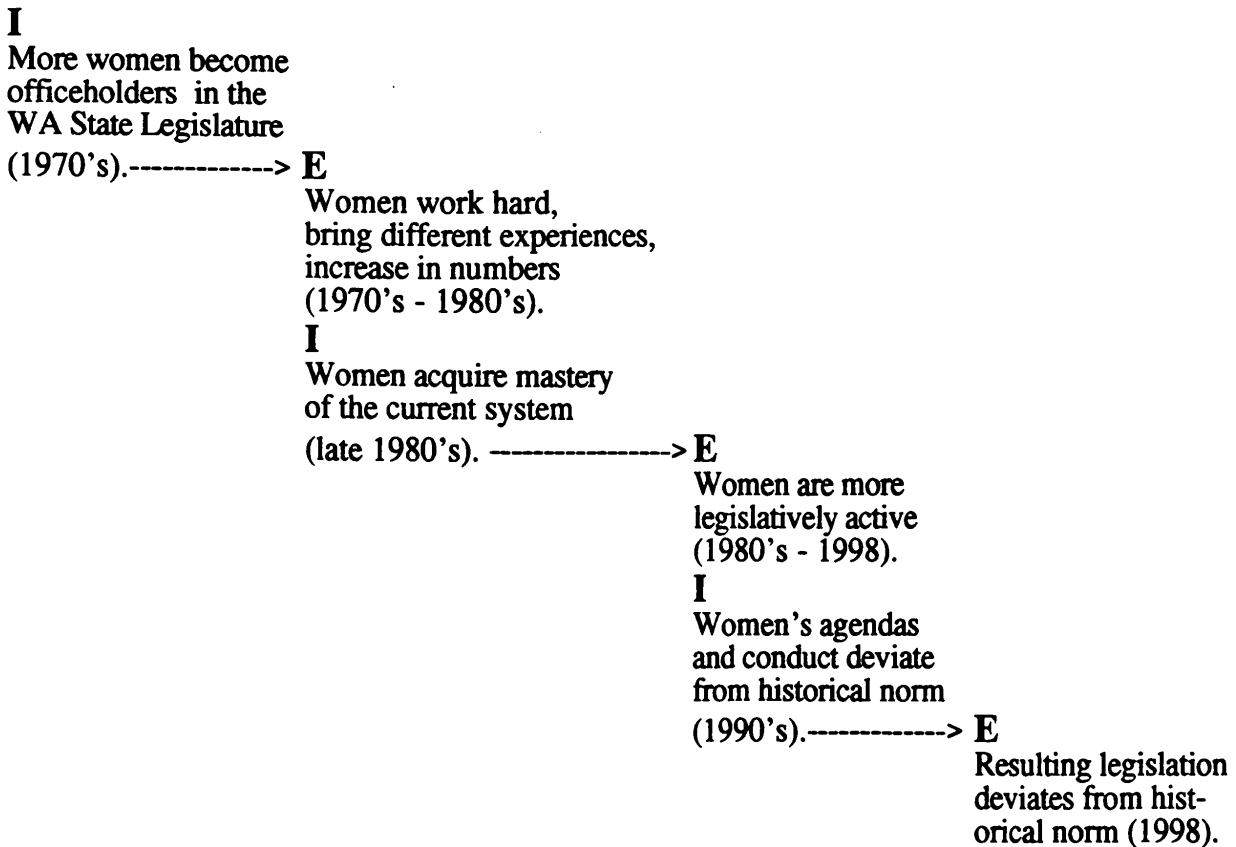 I
More women become
officeholders in the
WA State Legislature
(1970's).-------------> E
Women work hard,
bring different experiences,
increase in numbers
(1970's - 1980's).
I
Women acquire mastery
of the current system
(late 1980's). -----------------> E
Women are more
legislatively active
(1980's - 1998).
I
Women's agendas
and conduct deviate
from historical norm
(1990's).-------------> E
Resulting legislation
deviates from hist-
orical norm (1998).